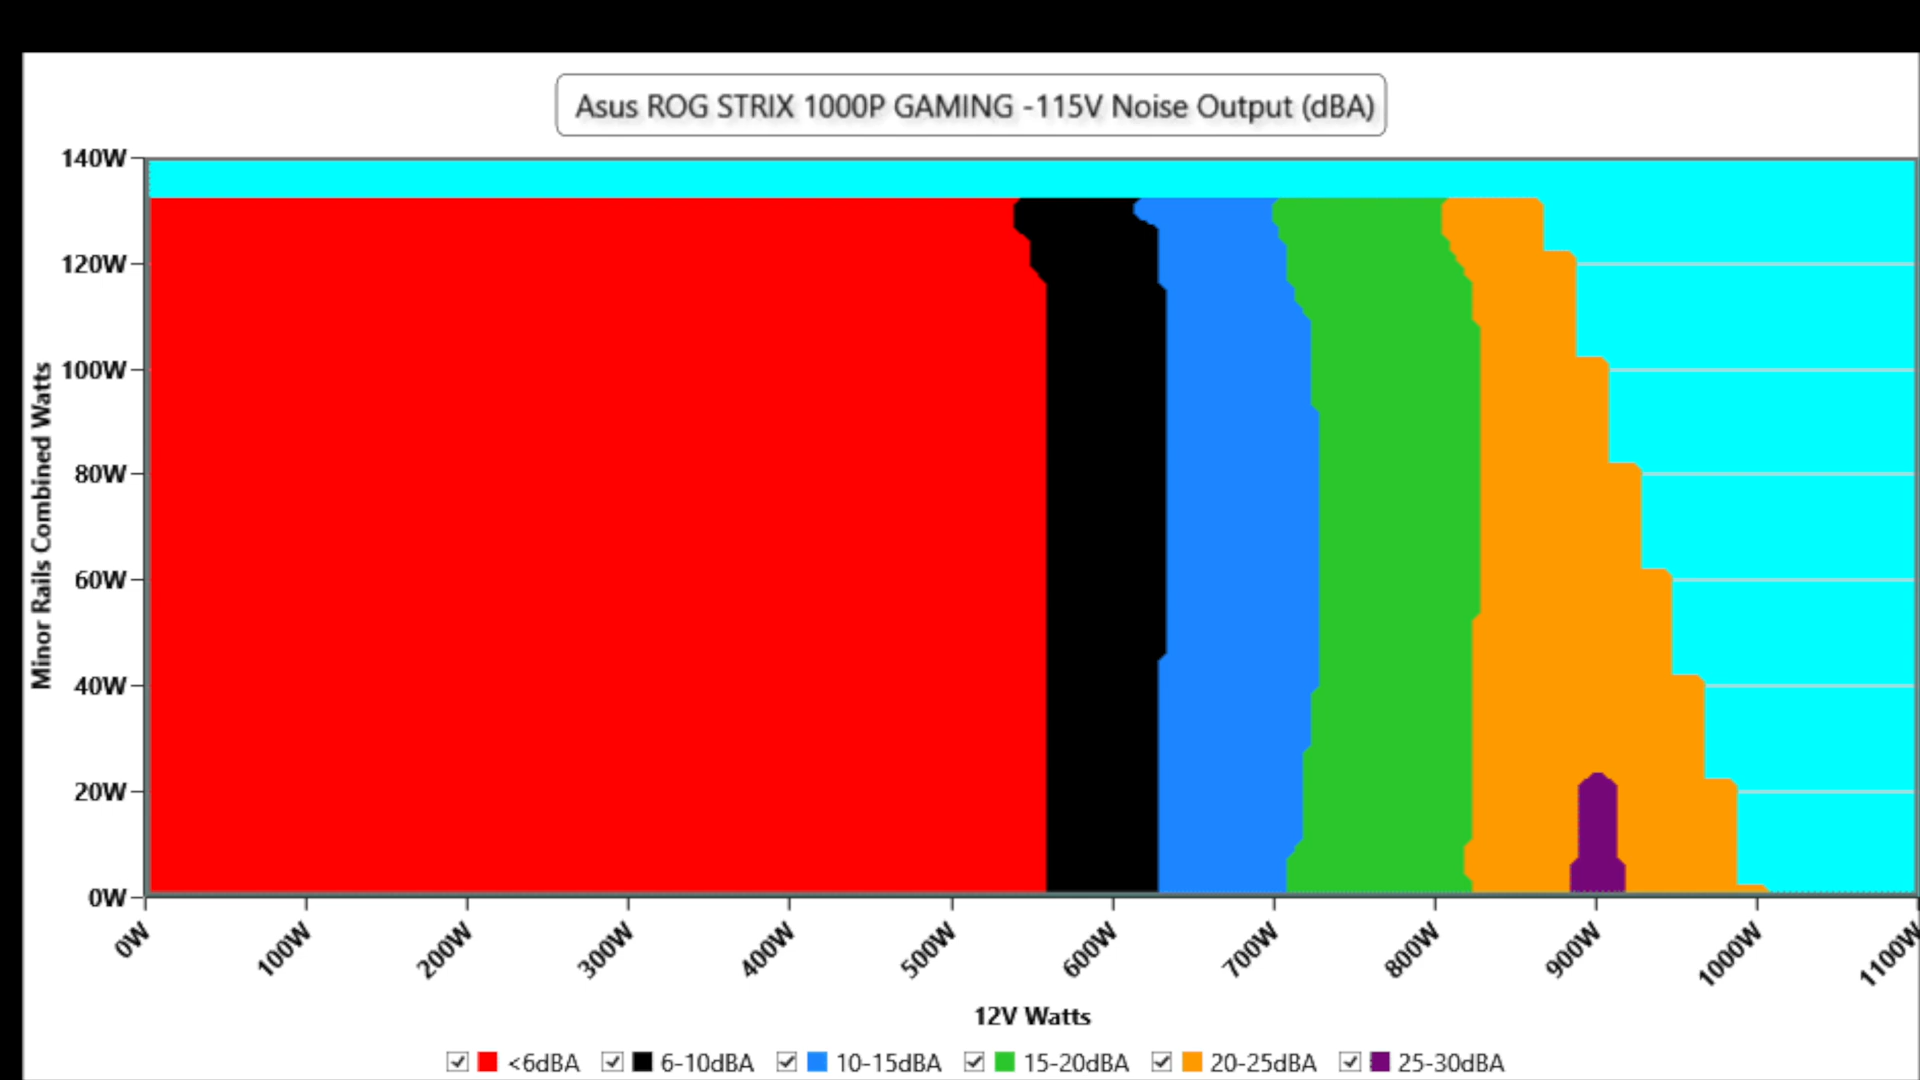 Asus ROG STRIX 1000P GAMING -115V Noise Output (dBA)
140W
120W
100W
80W
60W
40W
20W
0W
Minor Rails Combined Watts
0W 100W 200W 300W 400W 500W 600W 700W 800W 900W 1000W 1100W
12V Watts
<6dBA 6-10dBA 10-15dBA 15-20dBA 20-25dBA 25-30dBA